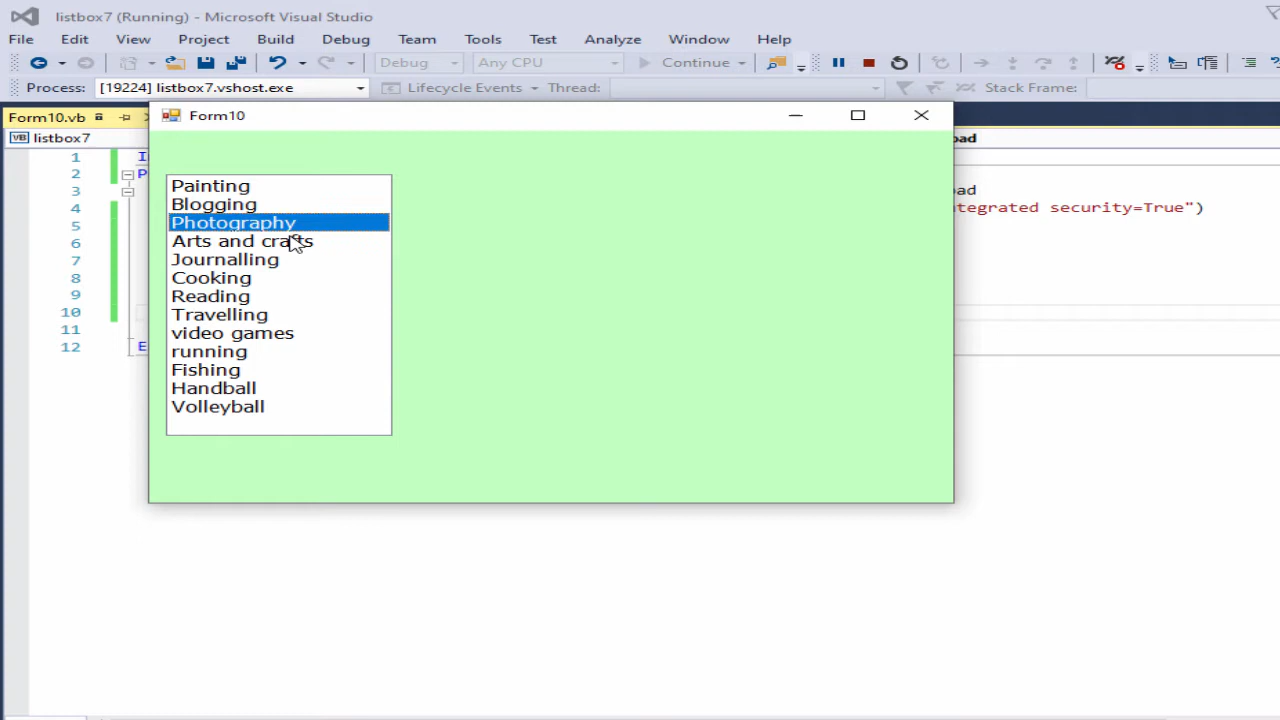 listbox7 (Running) - Microsoft Visual Studio
File Edit View Project Build Debug Team Tools Test Analyze Window Help
Debug Any CPU Continue
Process: [19224] listbox7.vshost.exe Lifecycle Events Thread: Stack Frame:
Form10.vb
Form10
VB listbox7 oad
1 I
2 P
3 ad
4 ntegrated security=True")
5
6
7
8
9
10
11
12 E
Painting
Blogging
Photography
Arts and crafts
Journalling
Cooking
Reading
Travelling
video games
running
Fishing
Handball
Volleyball